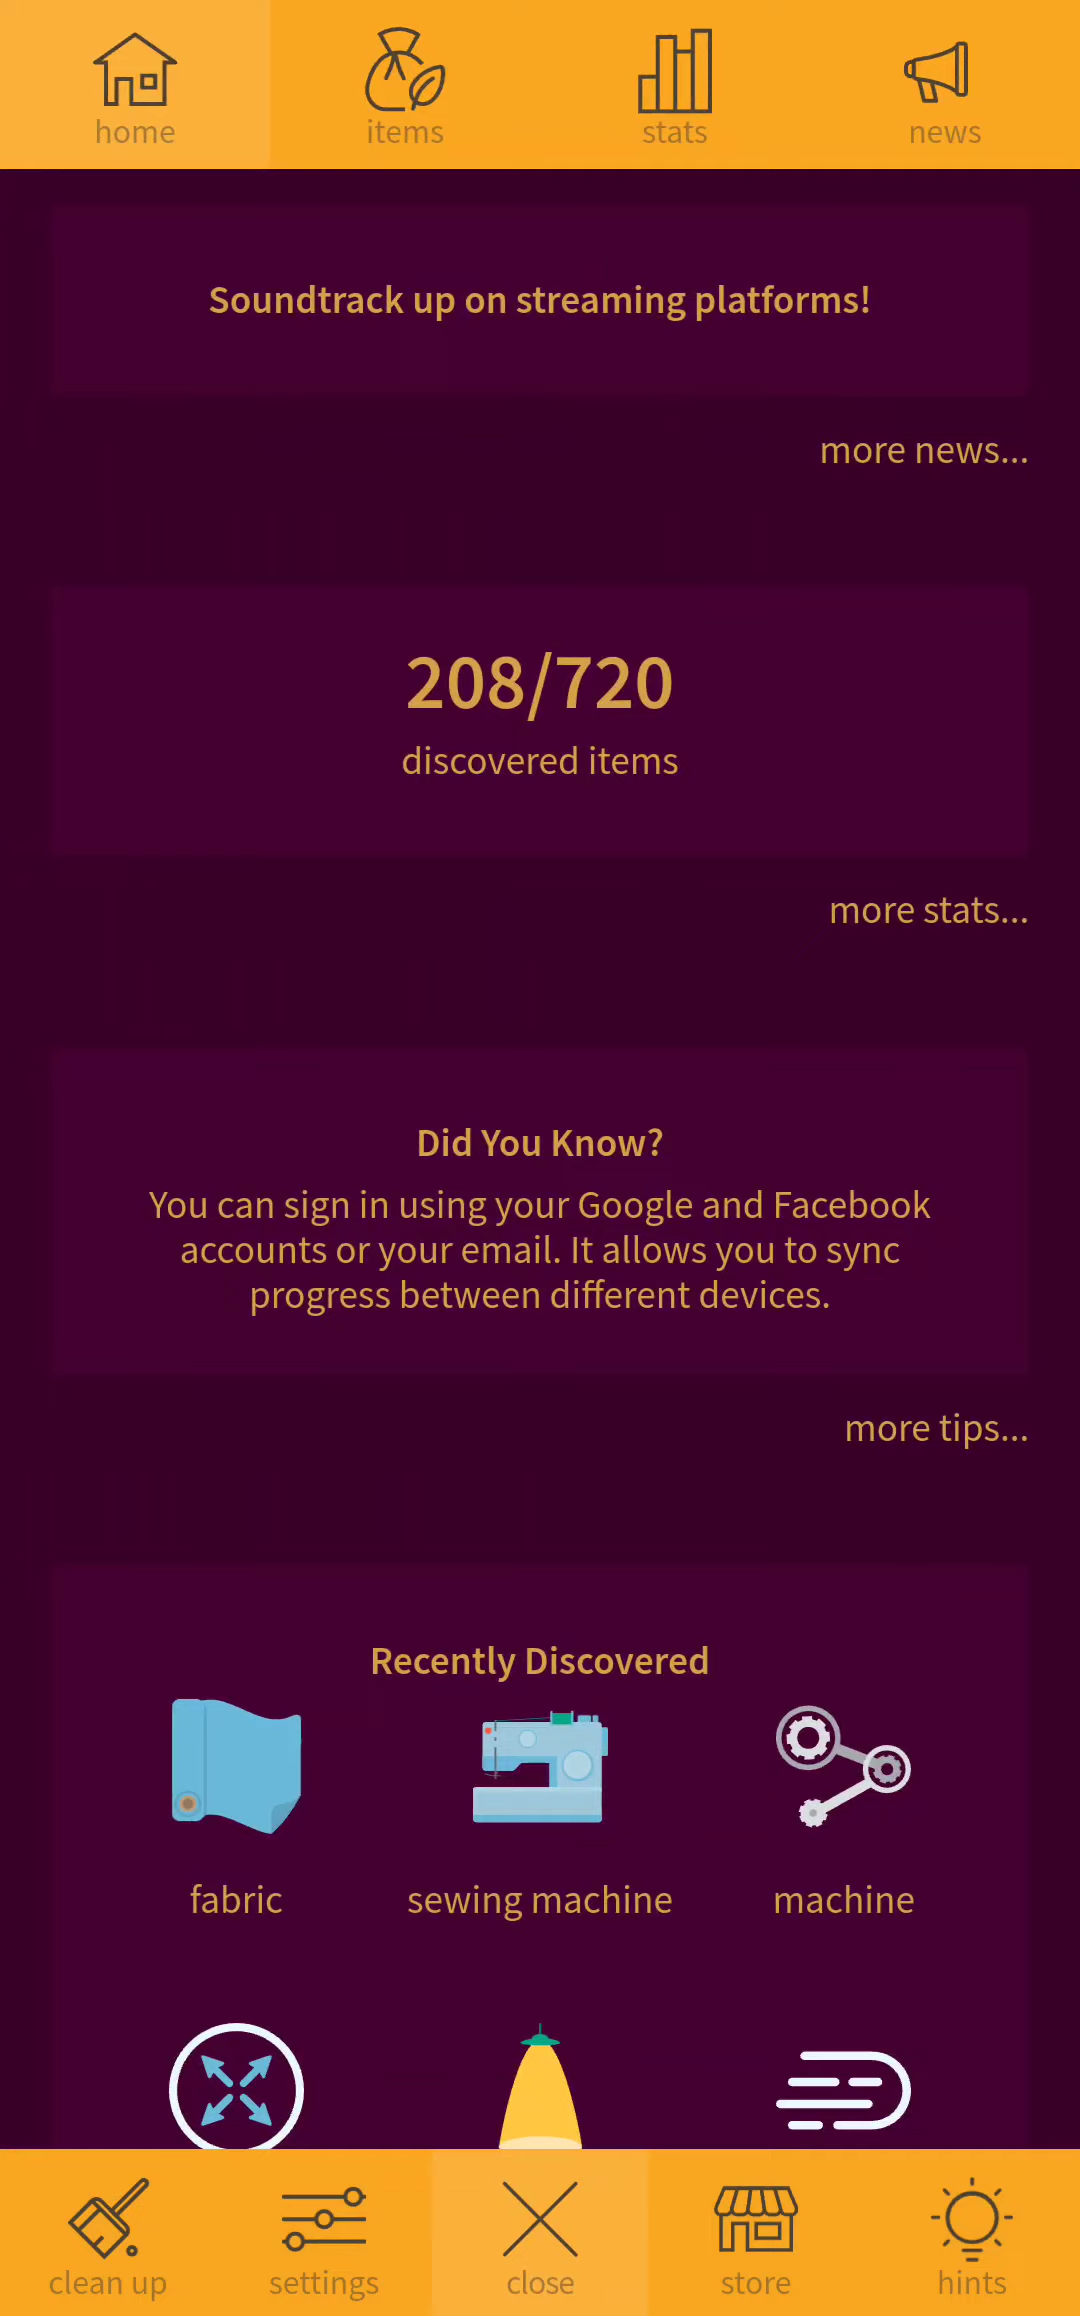 home
items
stats
news
Soundtrack up on streaming platforms!
more news...
208/720
discovered items
more stats...
Did You Know?
You can sign in using your Google and Facebook
accounts or your email. It allows you to sync
progress between different devices.
more tips...
Recently Discovered
fabric
sewing machine
machine
clean up
settings
close
store
hints